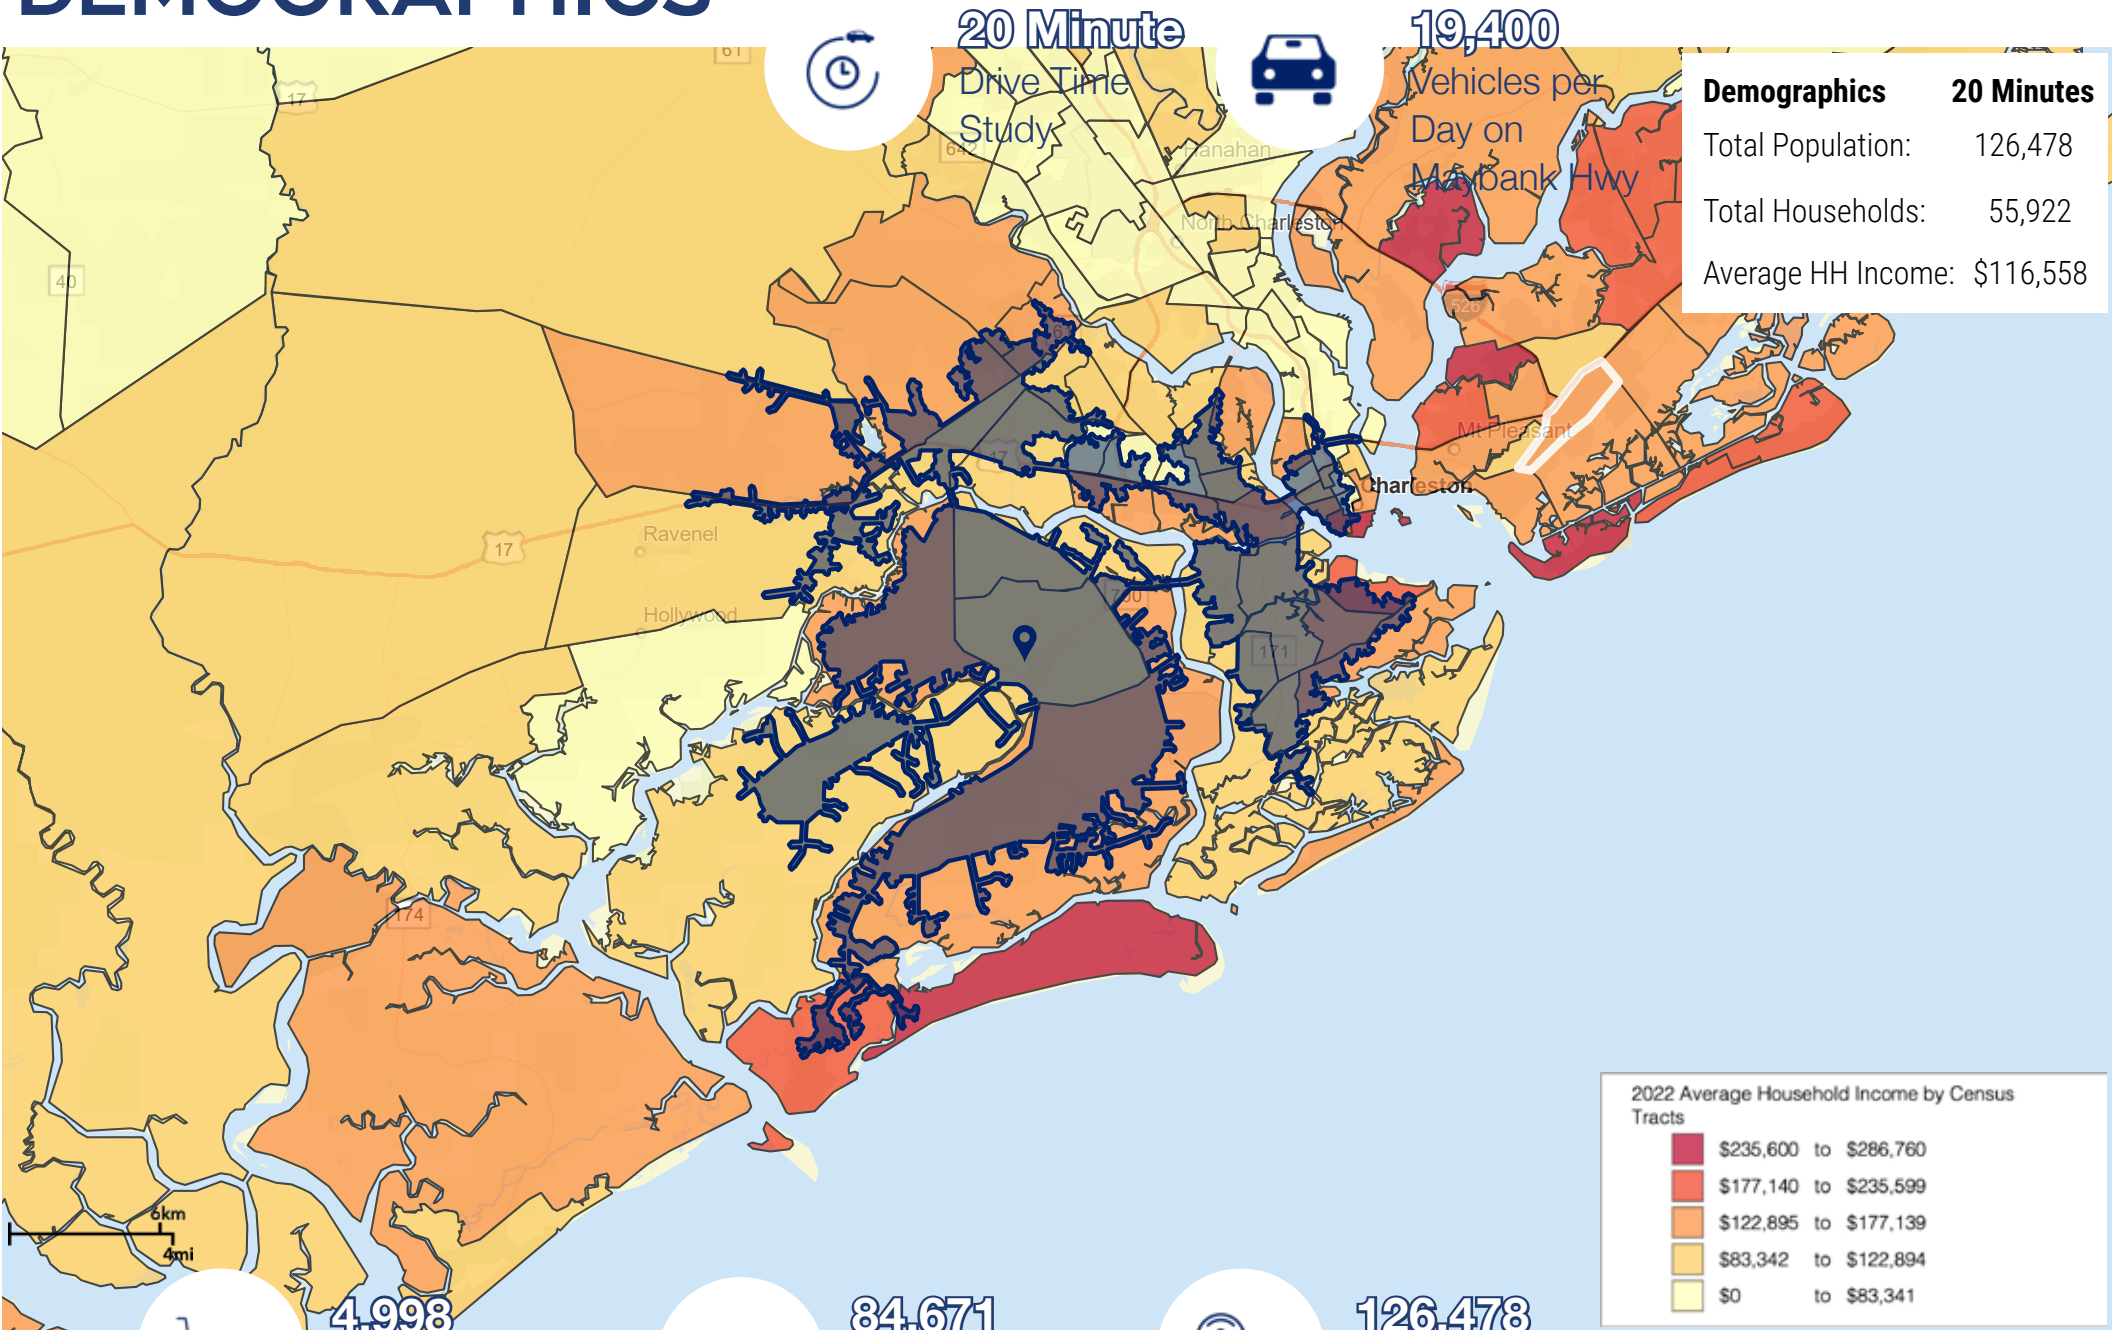 DEMOGRAPHICS
20 Minute
Drive Time
Study
19,400
Vehicles per
Day on
Maybank Hwy
Demographics 20 Minutes
Total Population: 126,478
Total Households: 55,922
Average HH Income: $116,558
61
17
642
Hanahan
North Charleston
40
526
61
17
Mt Pleasant
Charleston
Ravenel
17
700
Hollywood
171
174
2022 Average Household Income by Census
Tracts
$235,600 to $286,760
$177,140 to $235,599
$122,895 to $177,139
$83,342 to $122,894
$0 to $83,341
6km
4mi
4,998
84,671
126,478